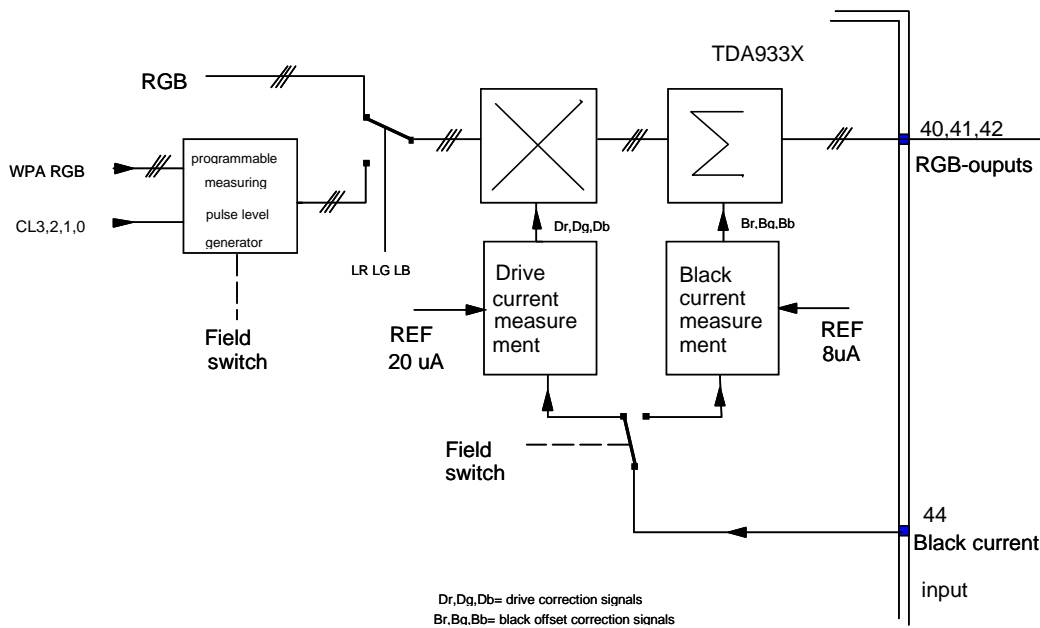 TDA933X
RGB
40,41,42
RGB-ouputs
WPA RGB
CL3,2,1,0
programmable
measuring
pulse level
generator
LR LG LB
Dr,Dg,Db
Br,Bg,Bb
Drive
current
measure
ment
Black
current
measure
ment
REF
20 uA
REF
8uA
Field
switch
Field
switch
44
Black current
input
Dr,Dg,Db= drive correction signals
Br,Bg,Bb= black offset correction signals